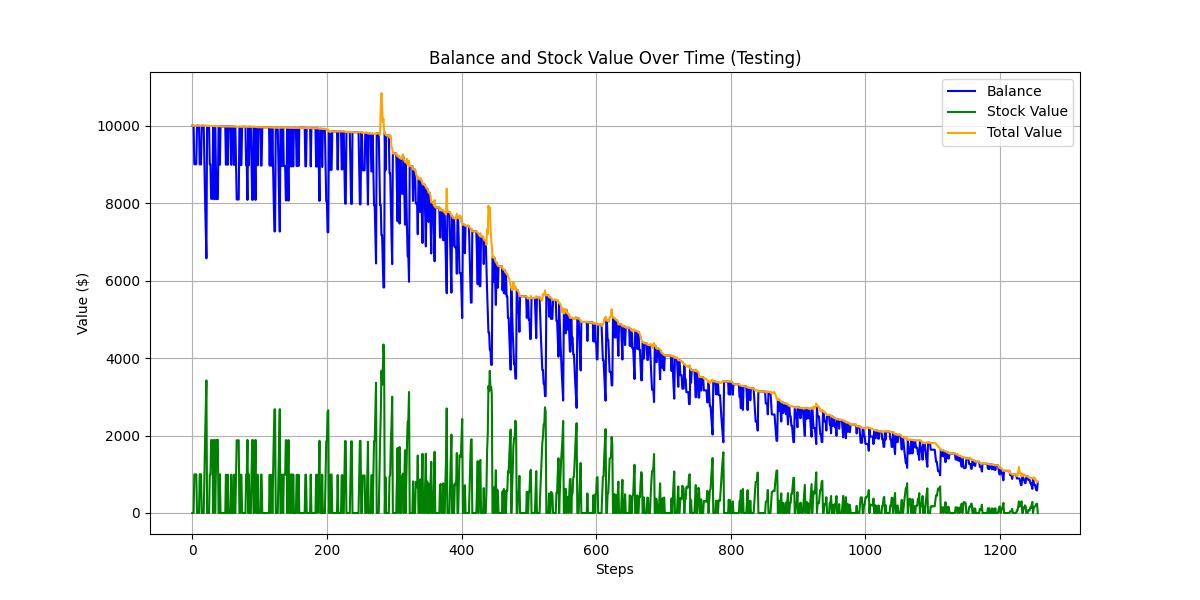 Balance and Stock Value Over Time (Testing)
Balance
Stock Value
Total Value
Value ($)
10000
8000
6000
4000
2000
0
0 200 400 600 800 1000 1200
Steps